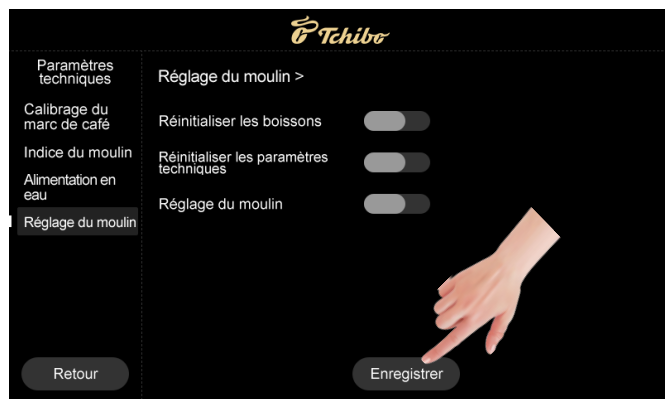 Tchibo
Paramètres
techniques
Calibrage du
marc de café
Indice du moulin
Alimentation en
eau
Réglage du moulin
Retour
Réglage du moulin >
Réinitialiser les boissons
Réinitialiser les paramètres
techniques
Réglage du moulin
Enregistrer